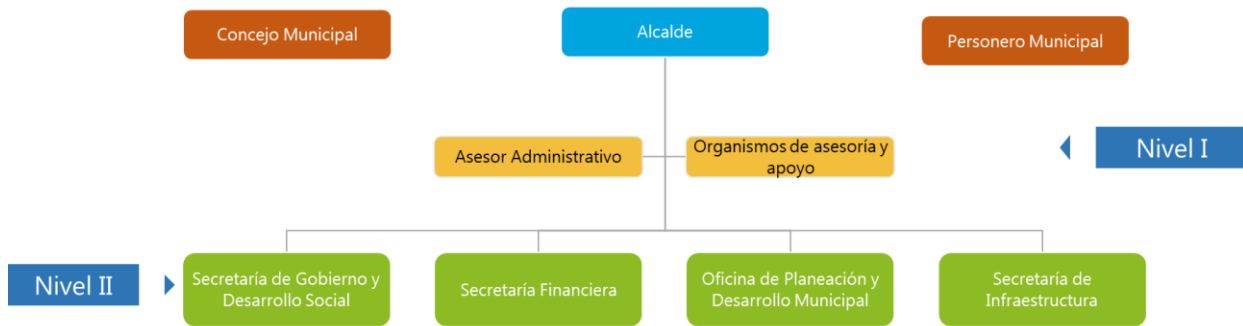 Concejo Municipal
Alcalde
Personero Municipal
Asesor Administrativo
Organismos de asesoría y
apoyo
Nivel I
Nivel II
Secretaría de Gobierno y
Desarrollo Social
Secretaría Financiera
Oficina de Planeación y
Desarrollo Municipal
Secretaría de
Infraestructura